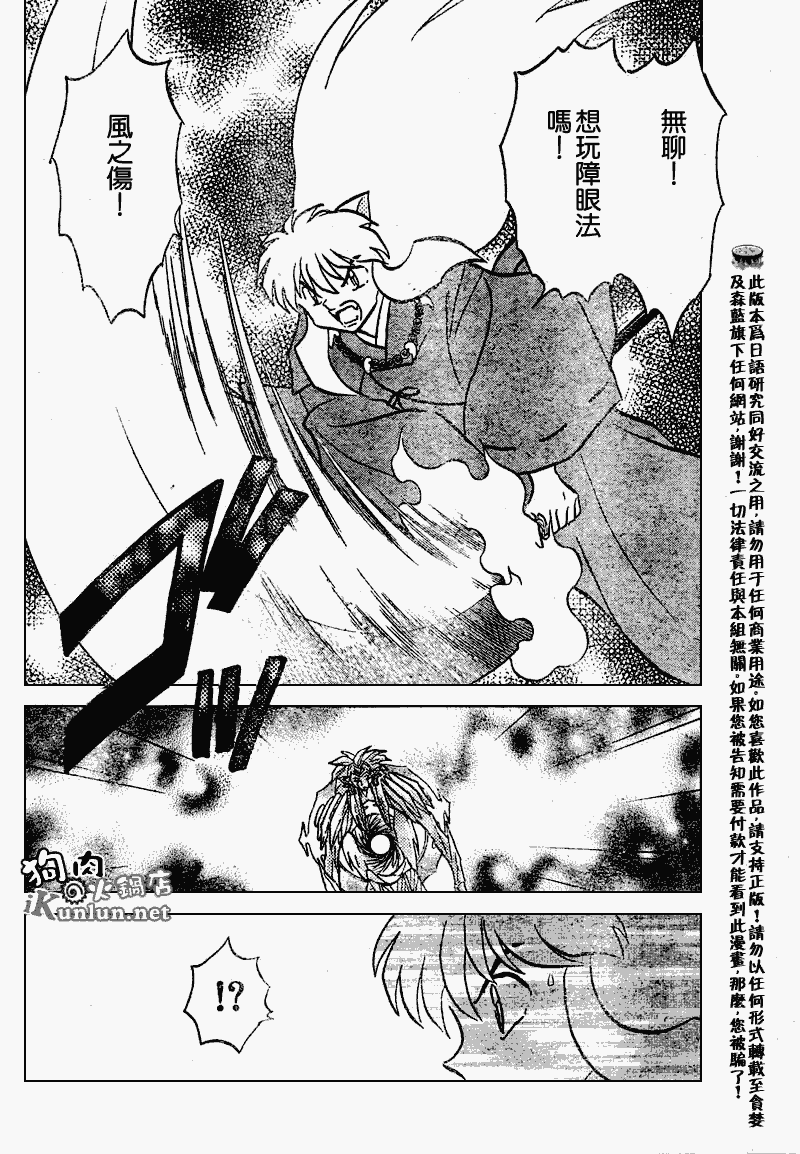 無聊！
想玩障眼法
嗎！
風之傷！
!?
此版本爲日語研究同好交流之用，請勿用于任何商業用途。如您喜歡此作品，請支持正版！請勿以任何形式轉載至貪婪
及森藍旗下任何網站，謝謝！一切法律責任與本組無關。如果您被告知需要付款才能看到此漫畫，那麼，您被騙了！
狗肉
火鍋店
iKunlun.net